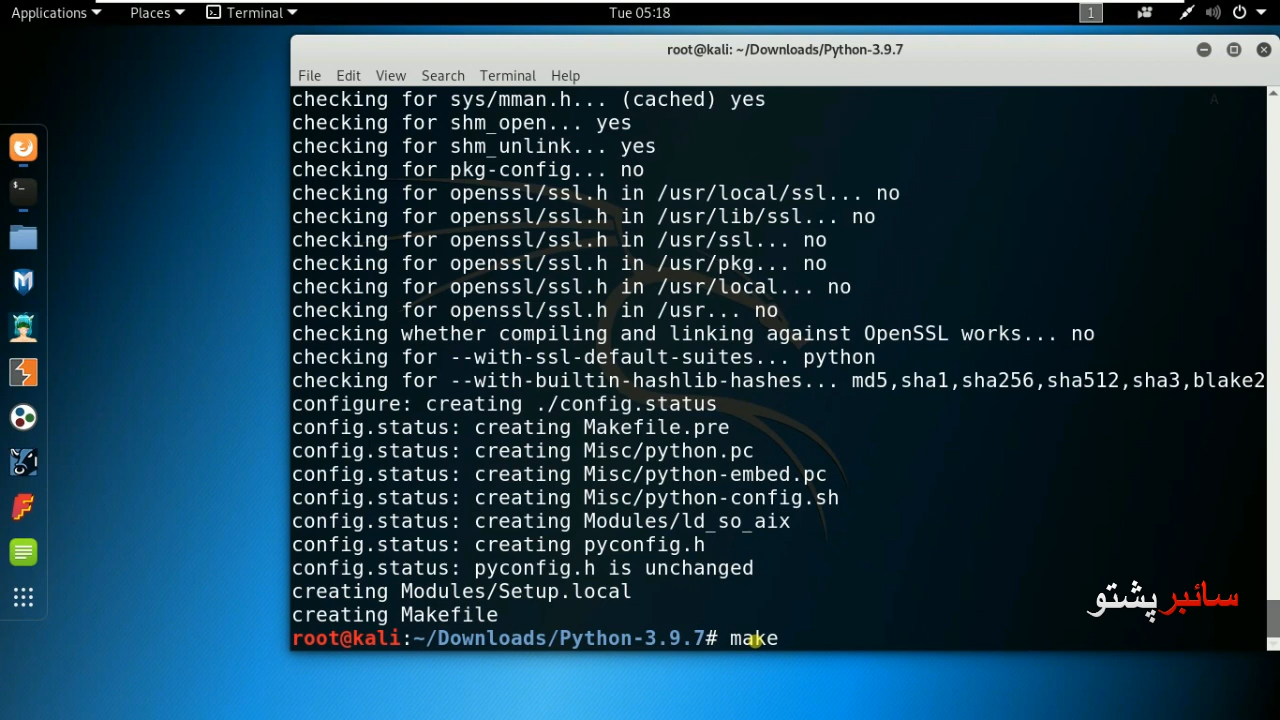 Applications Places Terminal Tue 05:18 1
root@kali: ~/Downloads/Python-3.9.7
File Edit View Search Terminal Help
checking for sys/mman.h... (cached) yes
checking for shm_open... yes
checking for shm_unlink... yes
checking for pkg-config... no
checking for openssl/ssl.h in /usr/local/ssl... no
checking for openssl/ssl.h in /usr/lib/ssl... no
checking for openssl/ssl.h in /usr/ssl... no
checking for openssl/ssl.h in /usr/pkg... no
checking for openssl/ssl.h in /usr/local... no
checking for openssl/ssl.h in /usr... no
checking whether compiling and linking against OpenSSL works... no
checking for --with-ssl-default-suites... python
checking for --with-builtin-hashlib-hashes... md5,sha1,sha256,sha512,sha3,blake2
configure: creating ./config.status
config.status: creating Makefile.pre
config.status: creating Misc/python.pc
config.status: creating Misc/python-embed.pc
config.status: creating Misc/python-config.sh
config.status: creating Modules/ld_so_aix
config.status: creating pyconfig.h
config.status: pyconfig.h is unchanged
creating Modules/Setup.local
creating Makefile
root@kali:~/Downloads/Python-3.9.7# make
سائبر پشتو